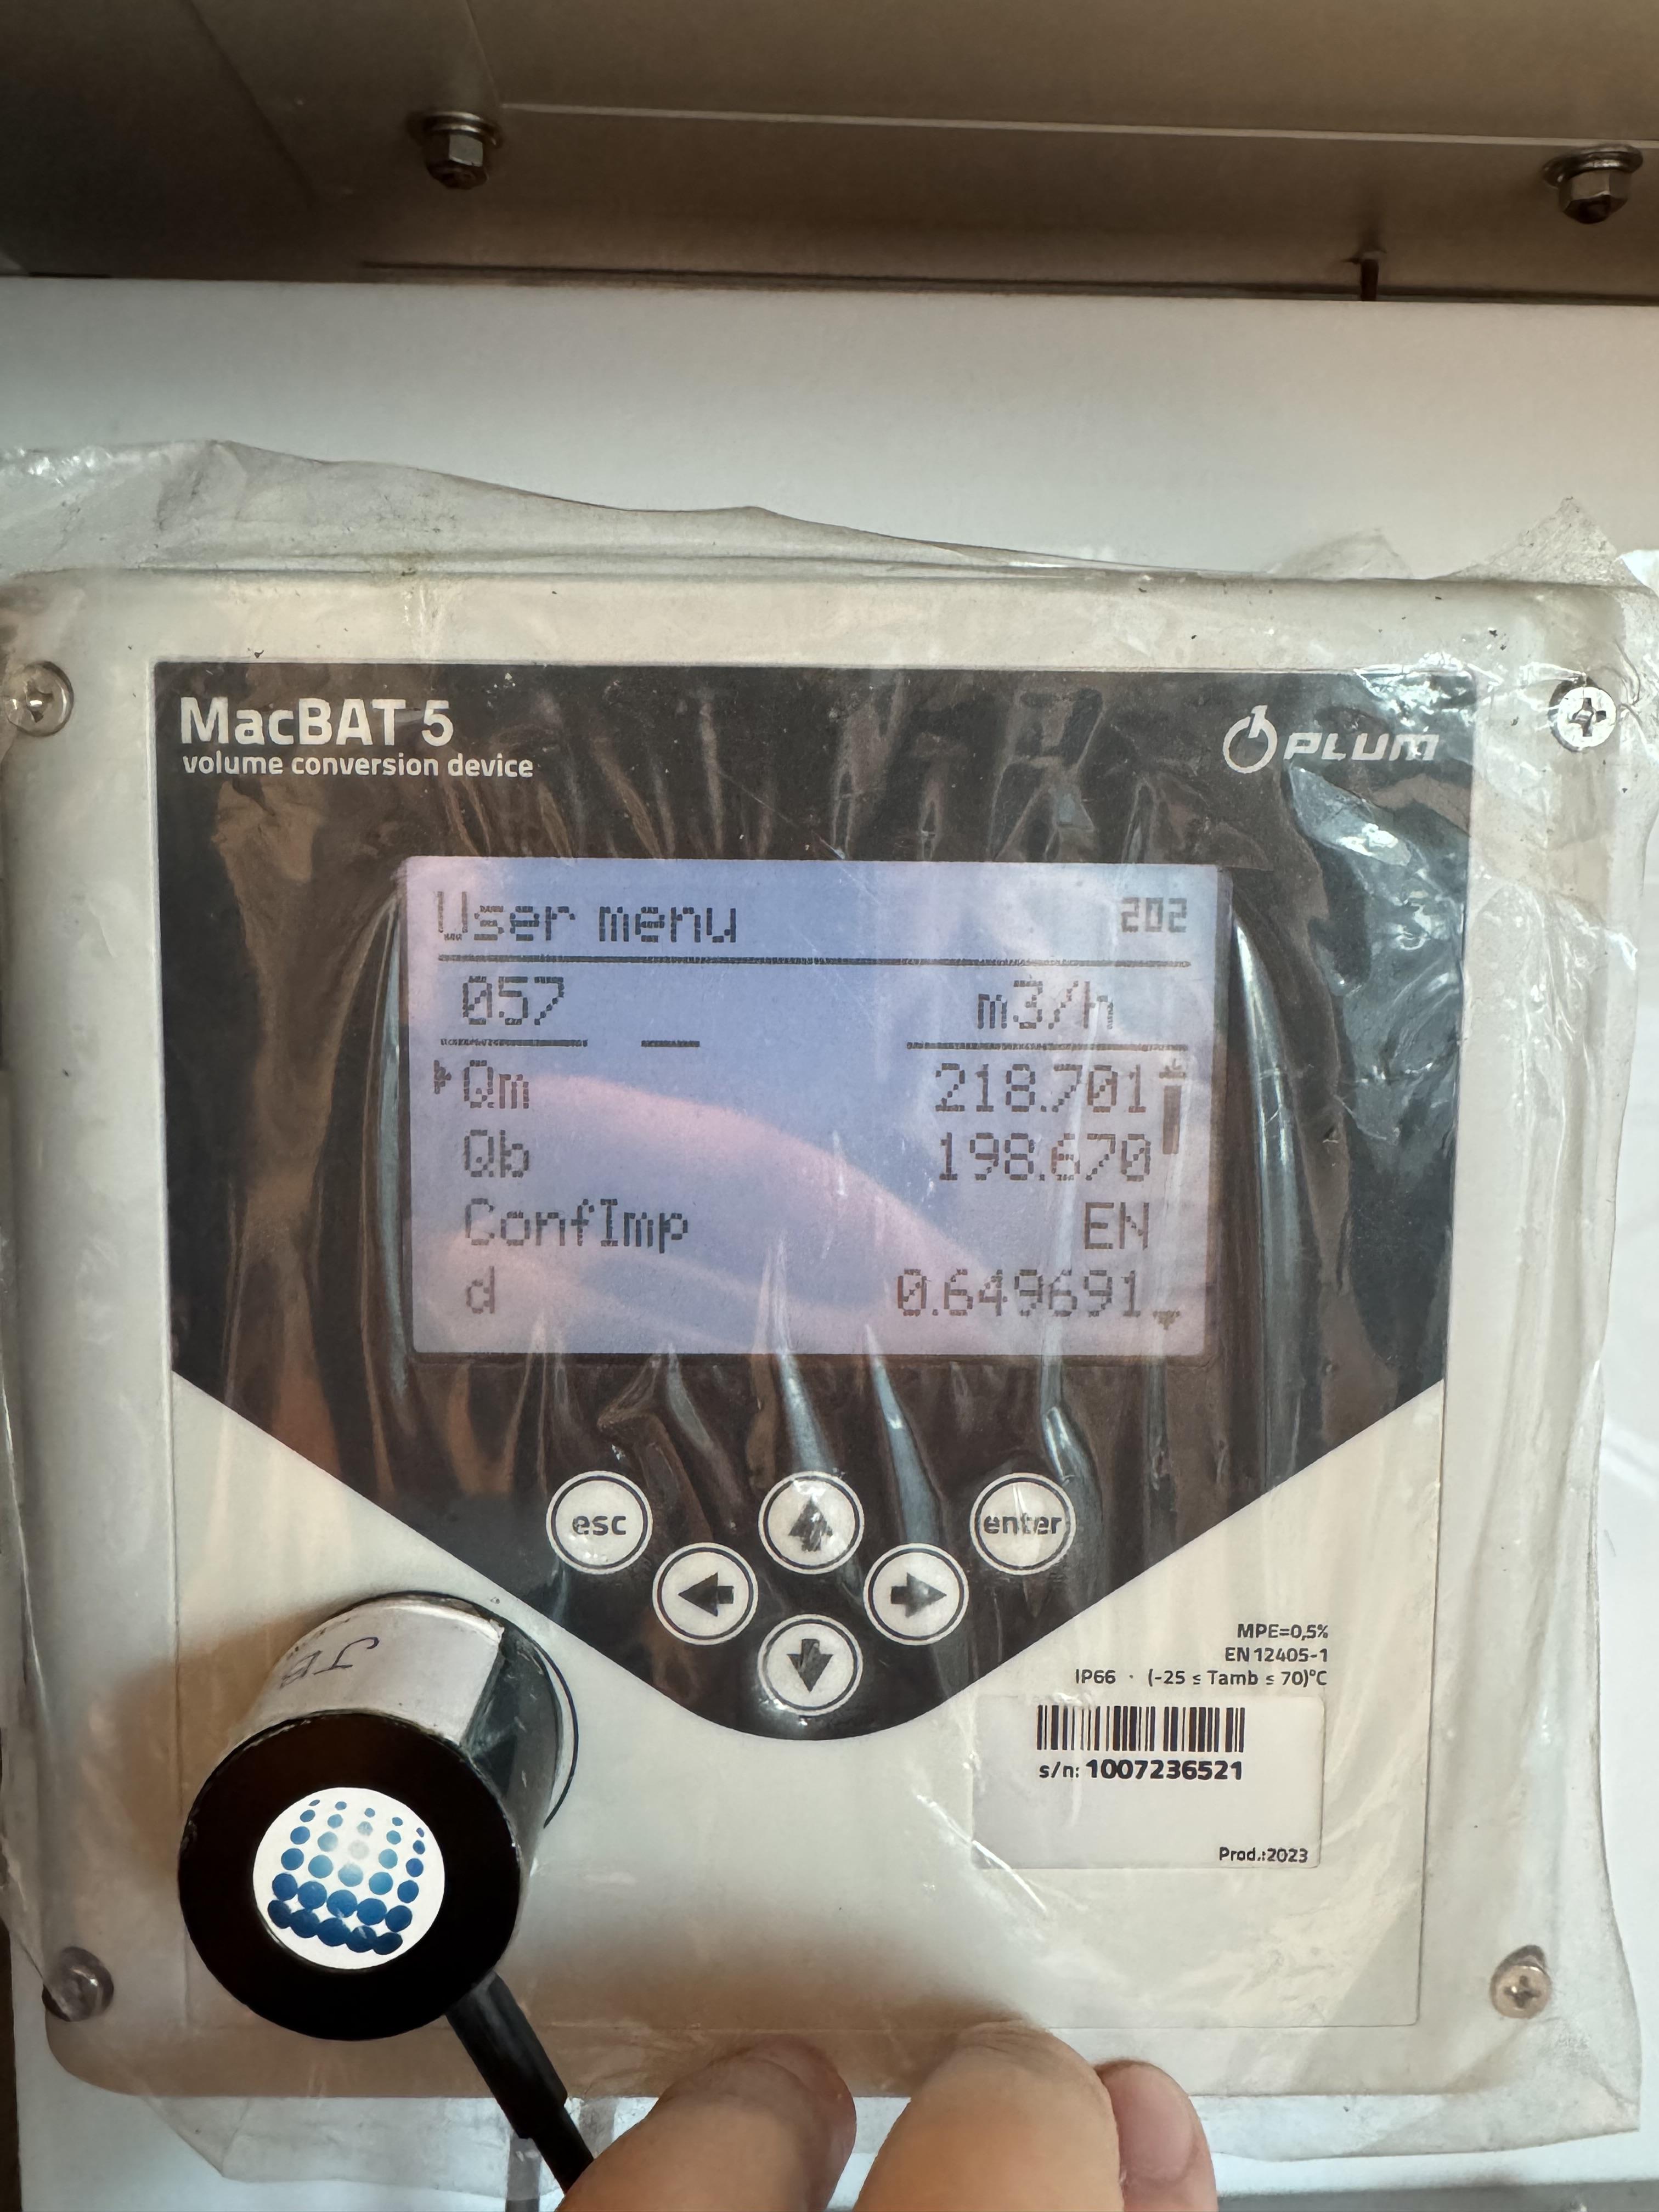 MacBAT 5
volume conversion device
PLUM
User menu 202
057 m3/h
Qm 218.701
Qb 198.670
ConfImp EN
d 0.649691
esc
enter
MPE=0,5%
EN 12405-1
IP66 · (-25 ≤ Tamb ≤ 70)°C
s/n: 1007236521
Prod.:2023